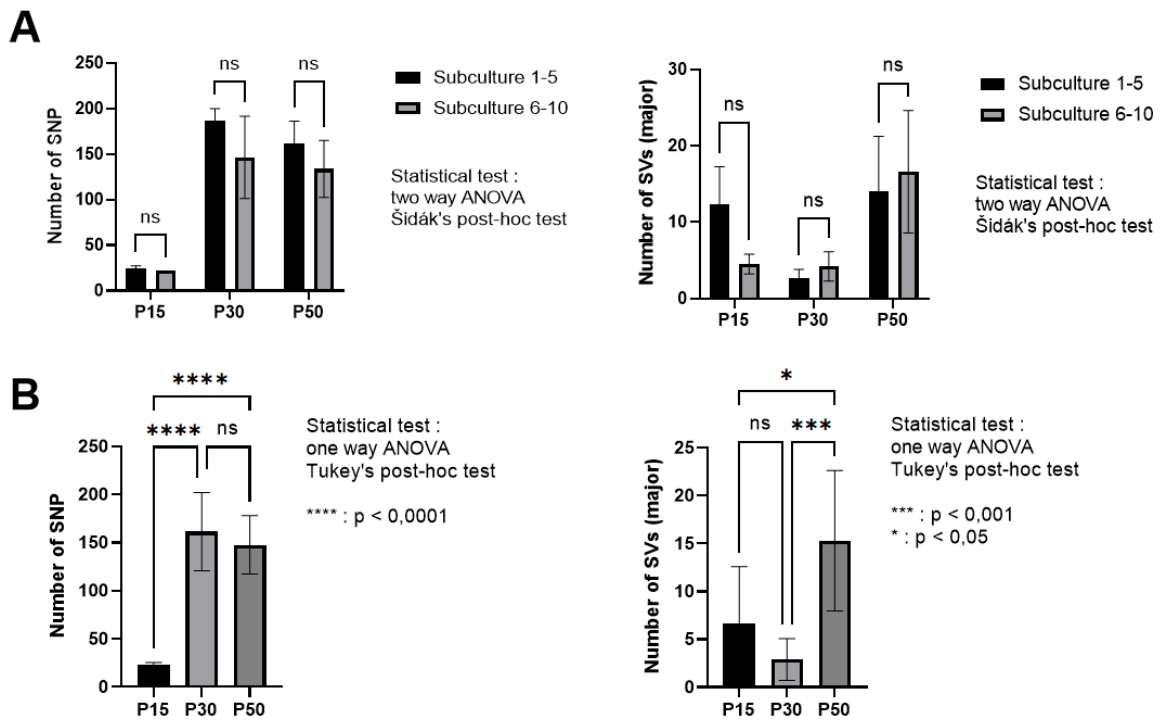 A
Number of SNP
250
200
150
100
50
0
ns
ns
ns
P15
P30
P50
Subculture 1-5
Subculture 6-10
Statistical test :
two way ANOVA
Šidák's post-hoc test
Number of SVs (major)
30
20
10
0
ns
ns
ns
P15
P30
P50
Subculture 1-5
Subculture 6-10
Statistical test :
two way ANOVA
Šidák's post-hoc test
B
Number of SNP
250
200
150
100
50
0
****
****
ns
P15
P30
P50
Statistical test :
one way ANOVA
Tukey's post-hoc test
**** : p < 0,0001
Number of SVs (major)
25
20
15
10
5
0
*
ns
***
P15
P30
P50
Statistical test :
one way ANOVA
Tukey's post-hoc test
*** : p < 0,001
* : p < 0,05